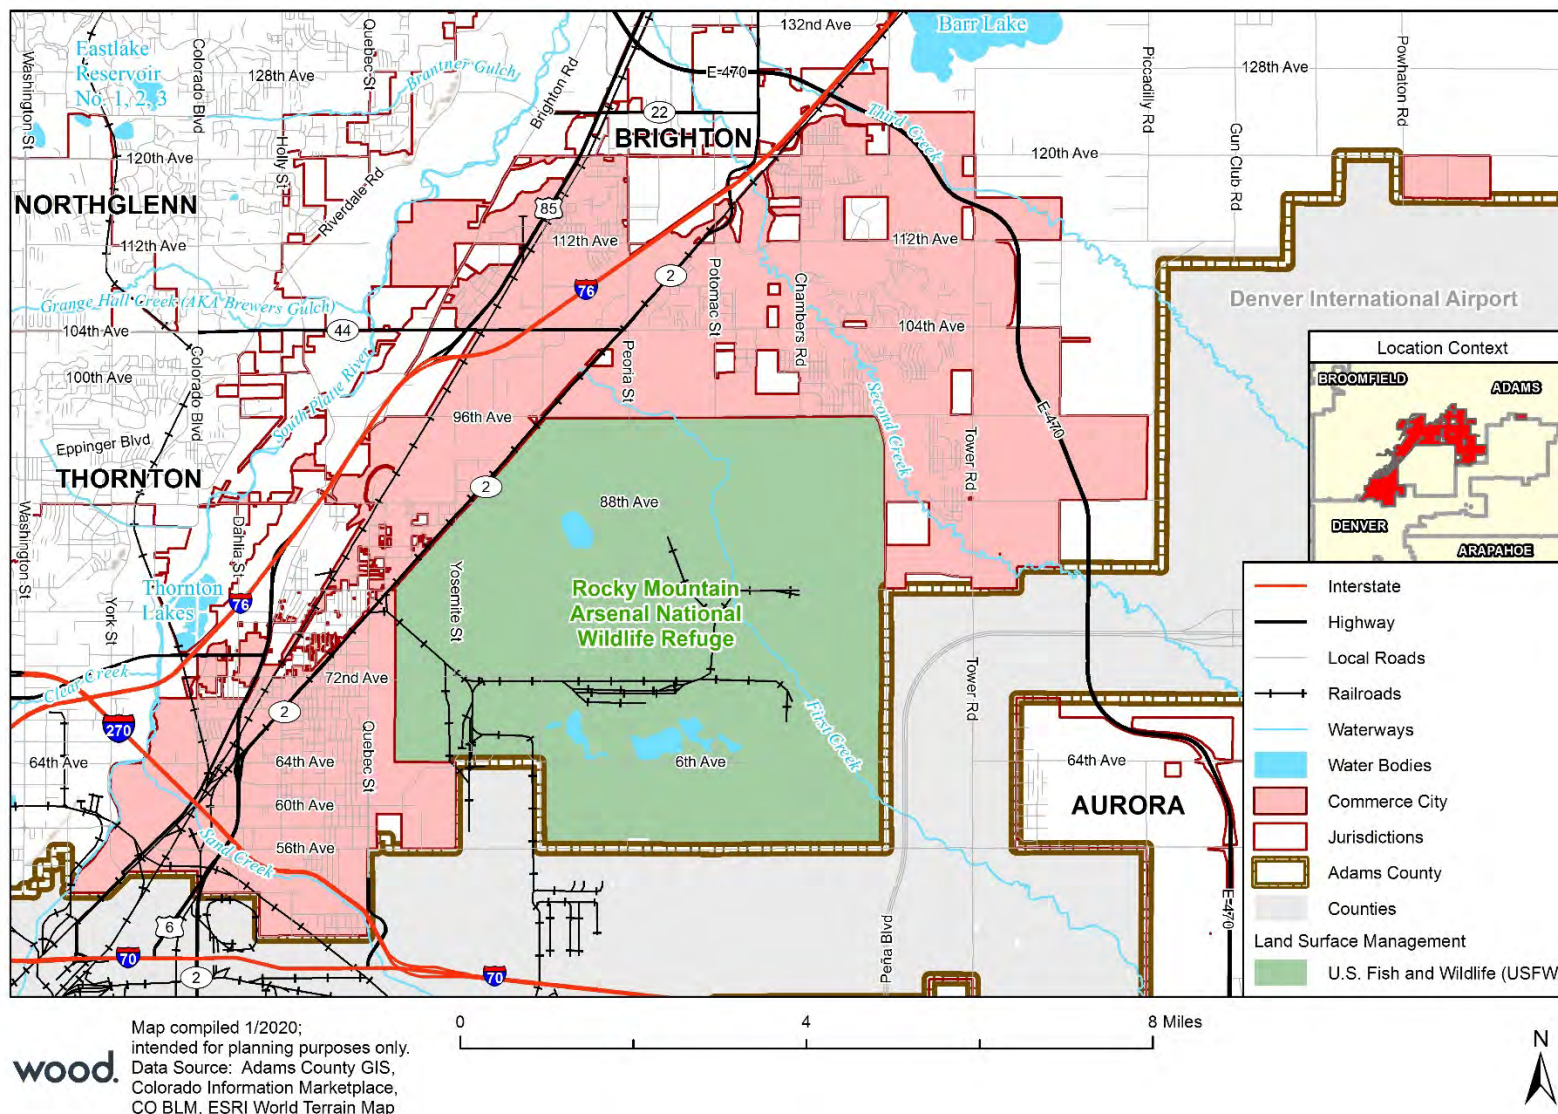 132nd Ave
Barr Lake
Eastlake
Reservoir
No. 1, 2, 3
Washington St
Colorado Blvd
Quebec St
128th Ave
Brantner Gulch
Brighton Rd
E-470
22
BRIGHTON
Third Creek
128th Ave
Piccadilly Rd
Powhaton Rd
Gun Club Rd
120th Ave
Holly St
Riverdale Rd
120th Ave
NORTHGLENN
85
112th Ave
112th Ave
112th Ave
2
76
Potomac St
Chambers Rd
Denver International Airport
Grange Hall Creek (AKA Brewers Gulch)
104th Ave
44
104th Ave
100th Ave
Colorado Blvd
South Platte River
Peoria St
Second Creek
E-470
96th Ave
Tower Rd
Eppinger Blvd
THORNTON
2
88th Ave
Washington St
Dahlia St
Thornton
Lakes
76
York St
Yosemite St
Rocky Mountain
Arsenal National
Wildlife Refuge
Clear Creek
72nd Ave
Tower Rd
2
270
Quebec St
First Creek
64th Ave
64th Ave
6th Ave
64th Ave
60th Ave
AURORA
Sand Creek
56th Ave
E-470
6
Pena Blvd
70
2
70
Location Context
BROOMFIELD
ADAMS
DENVER
ARAPAHOE
Interstate
Highway
Local Roads
Railroads
Waterways
Water Bodies
Commerce City
Jurisdictions
Adams County
Counties
Land Surface Management
U.S. Fish and Wildlife (USFW
0 4 8 Miles
N
wood.
Map compiled 1/2020;
intended for planning purposes only.
Data Source: Adams County GIS,
Colorado Information Marketplace,
CO BLM, ESRI World Terrain Map